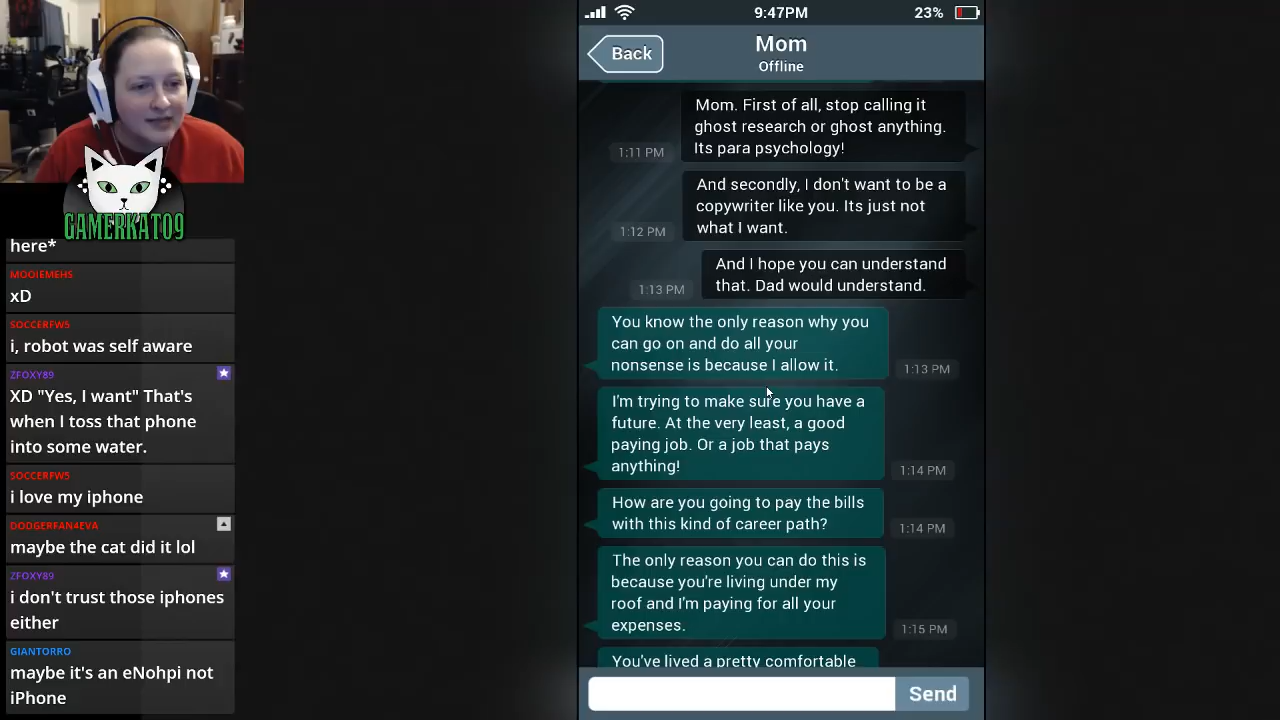 GAMERKAT09
here*
MOOIEMEHS
xD
SOCCERFW5
i, robot was self aware
ZFOXY89
XD "Yes, I want" That's
when I toss that phone
into some water.
SOCCERFW5
i love my iphone
DODGERFAN4EVA
maybe the cat did it lol
ZFOXY89
i don't trust those iphones
either
GIANTORRO
maybe it's an eNohpi not
iPhone
9:47PM
23%
Back
Mom
Offline
Mom. First of all, stop calling it
ghost research or ghost anything.
Its para psychology!
1:11 PM
And secondly, I don't want to be a
copywriter like you. Its just not
what I want.
1:12 PM
And I hope you can understand
that. Dad would understand.
1:13 PM
You know the only reason why you
can go on and do all your
nonsense is because I allow it.
1:13 PM
I'm trying to make sure you have a
future. At the very least, a good
paying job. Or a job that pays
anything!
1:14 PM
How are you going to pay the bills
with this kind of career path?
1:14 PM
The only reason you can do this is
because you're living under my
roof and I'm paying for all your
expenses.
1:15 PM
You've lived a pretty comfortable
Send